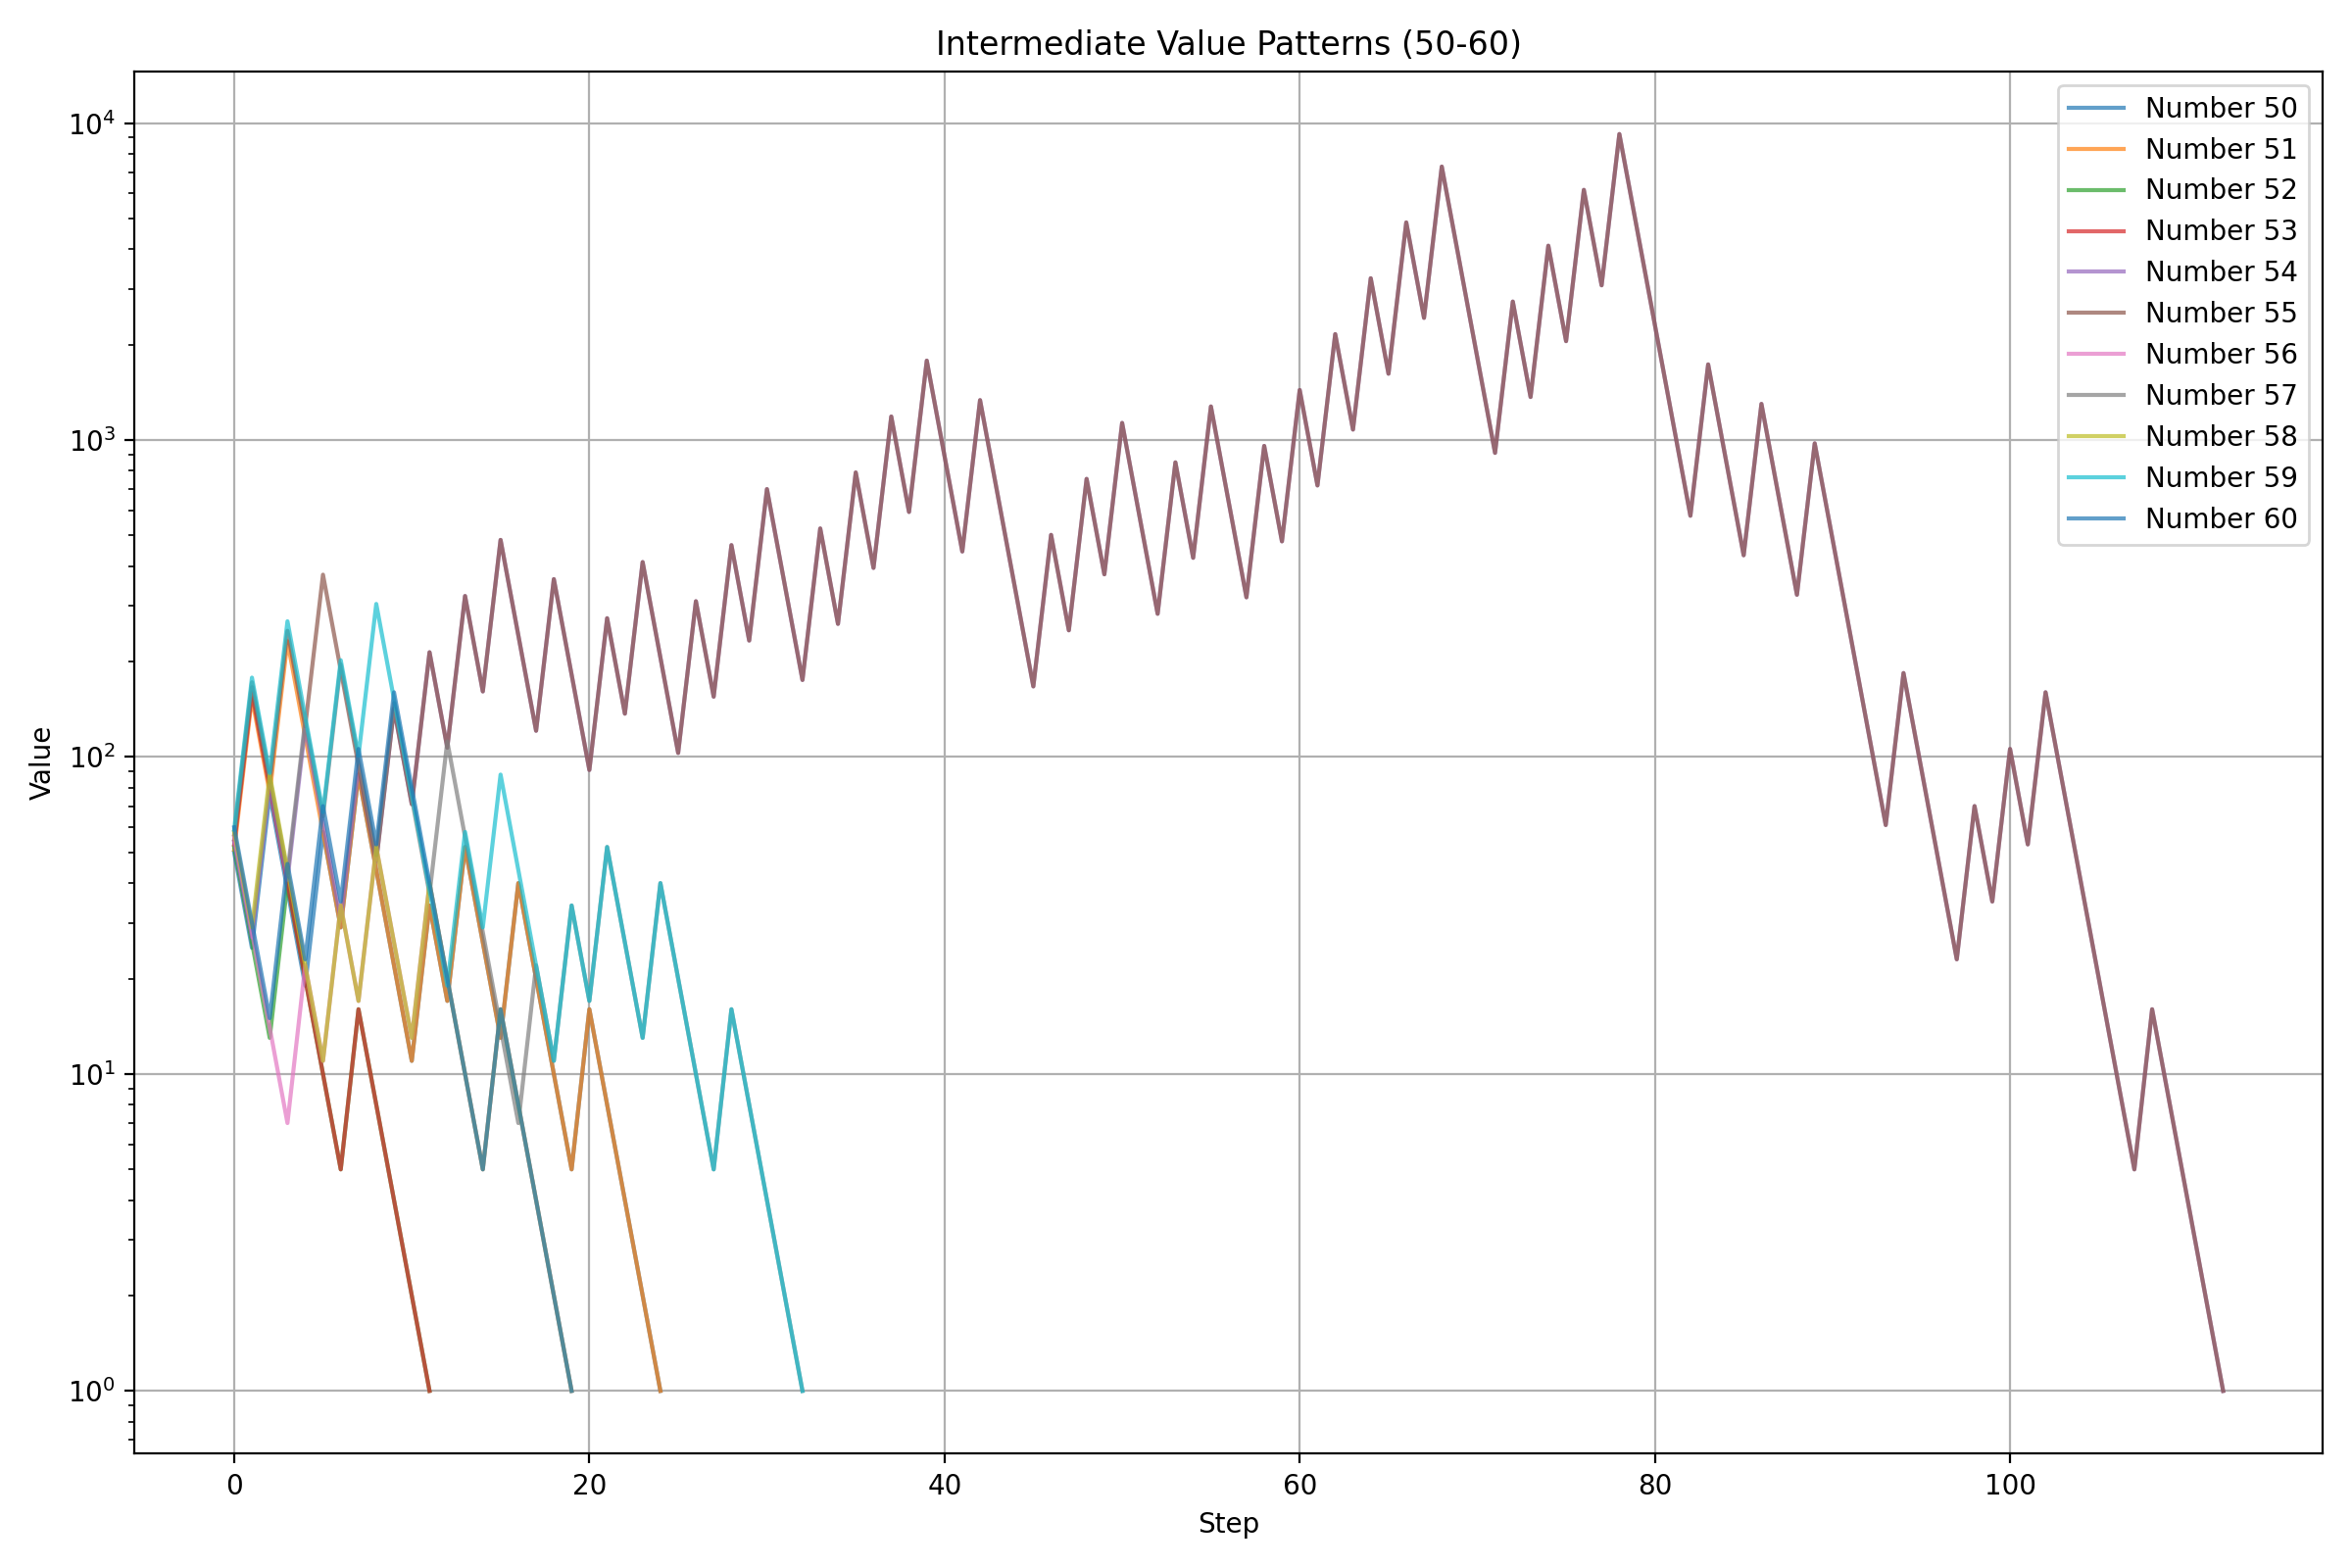 Intermediate Value Patterns (50-60)
Number 50
Number 51
Number 52
Number 53
Number 54
Number 55
Number 56
Number 57
Number 58
Number 59
Number 60
Value
10⁴
10³
10²
10¹
10⁰
0 20 40 60 80 100
Step